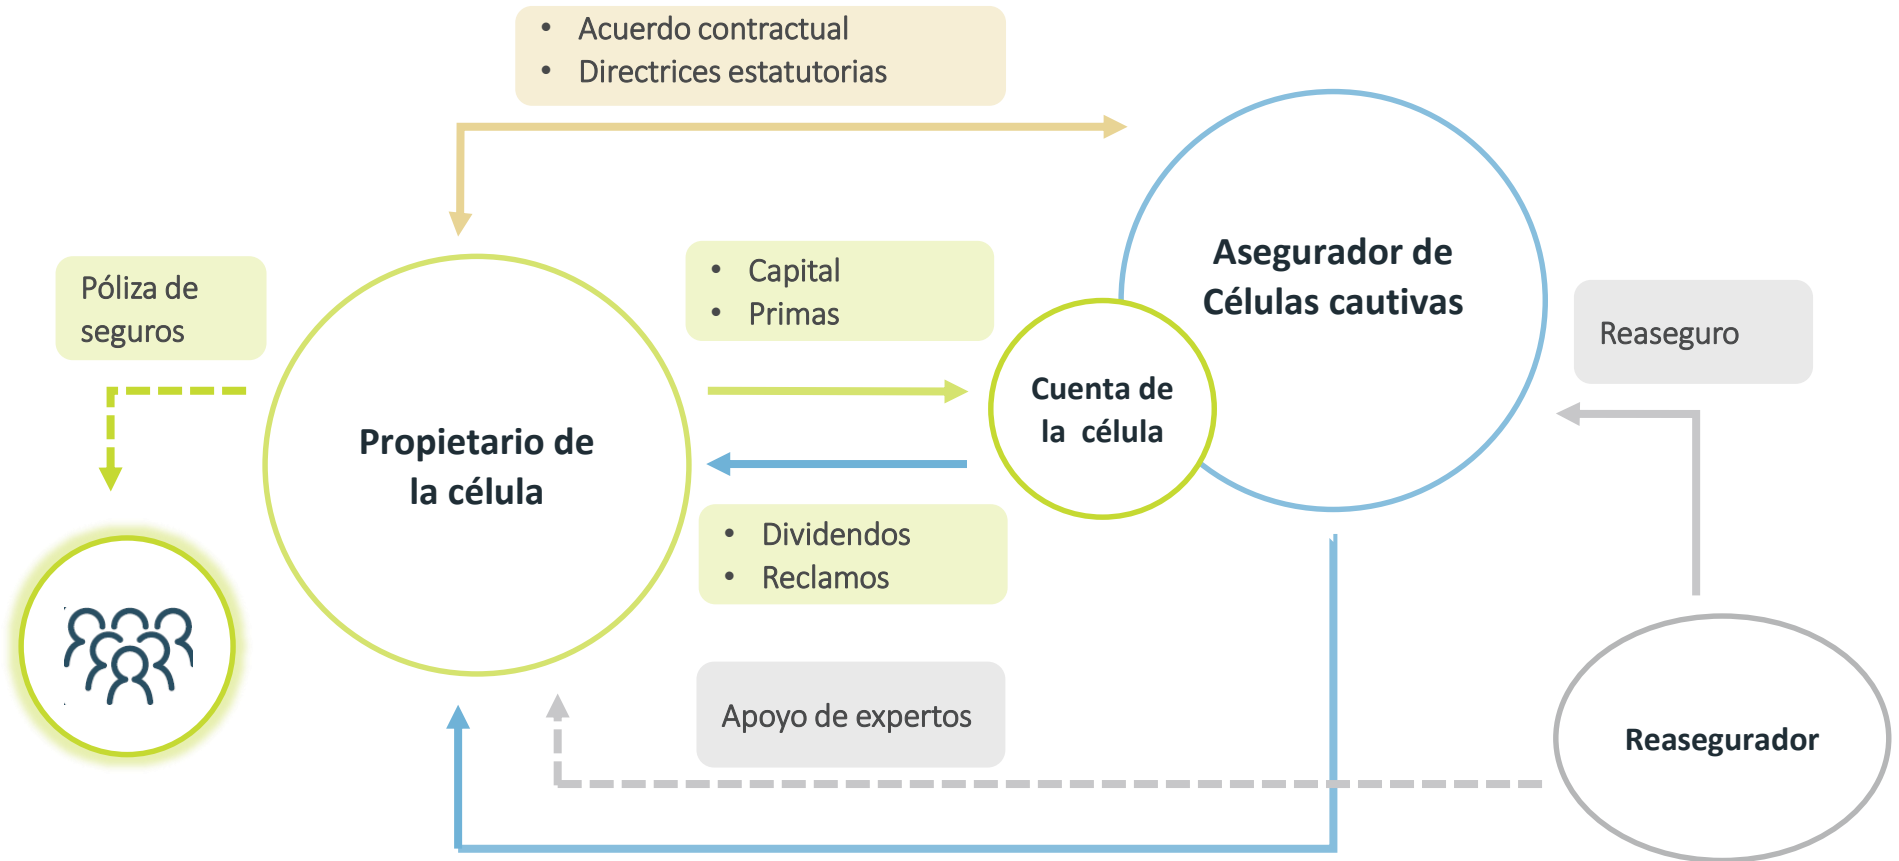 • Acuerdo contractual
• Directrices estatutorias
Póliza de
seguros
• Capital
• Primas
Asegurador de
Células cautivas
Reaseguro
Cuenta de
la célula
Propietario de
la célula
• Dividendos
• Reclamos
Apoyo de expertos
Reasegurador